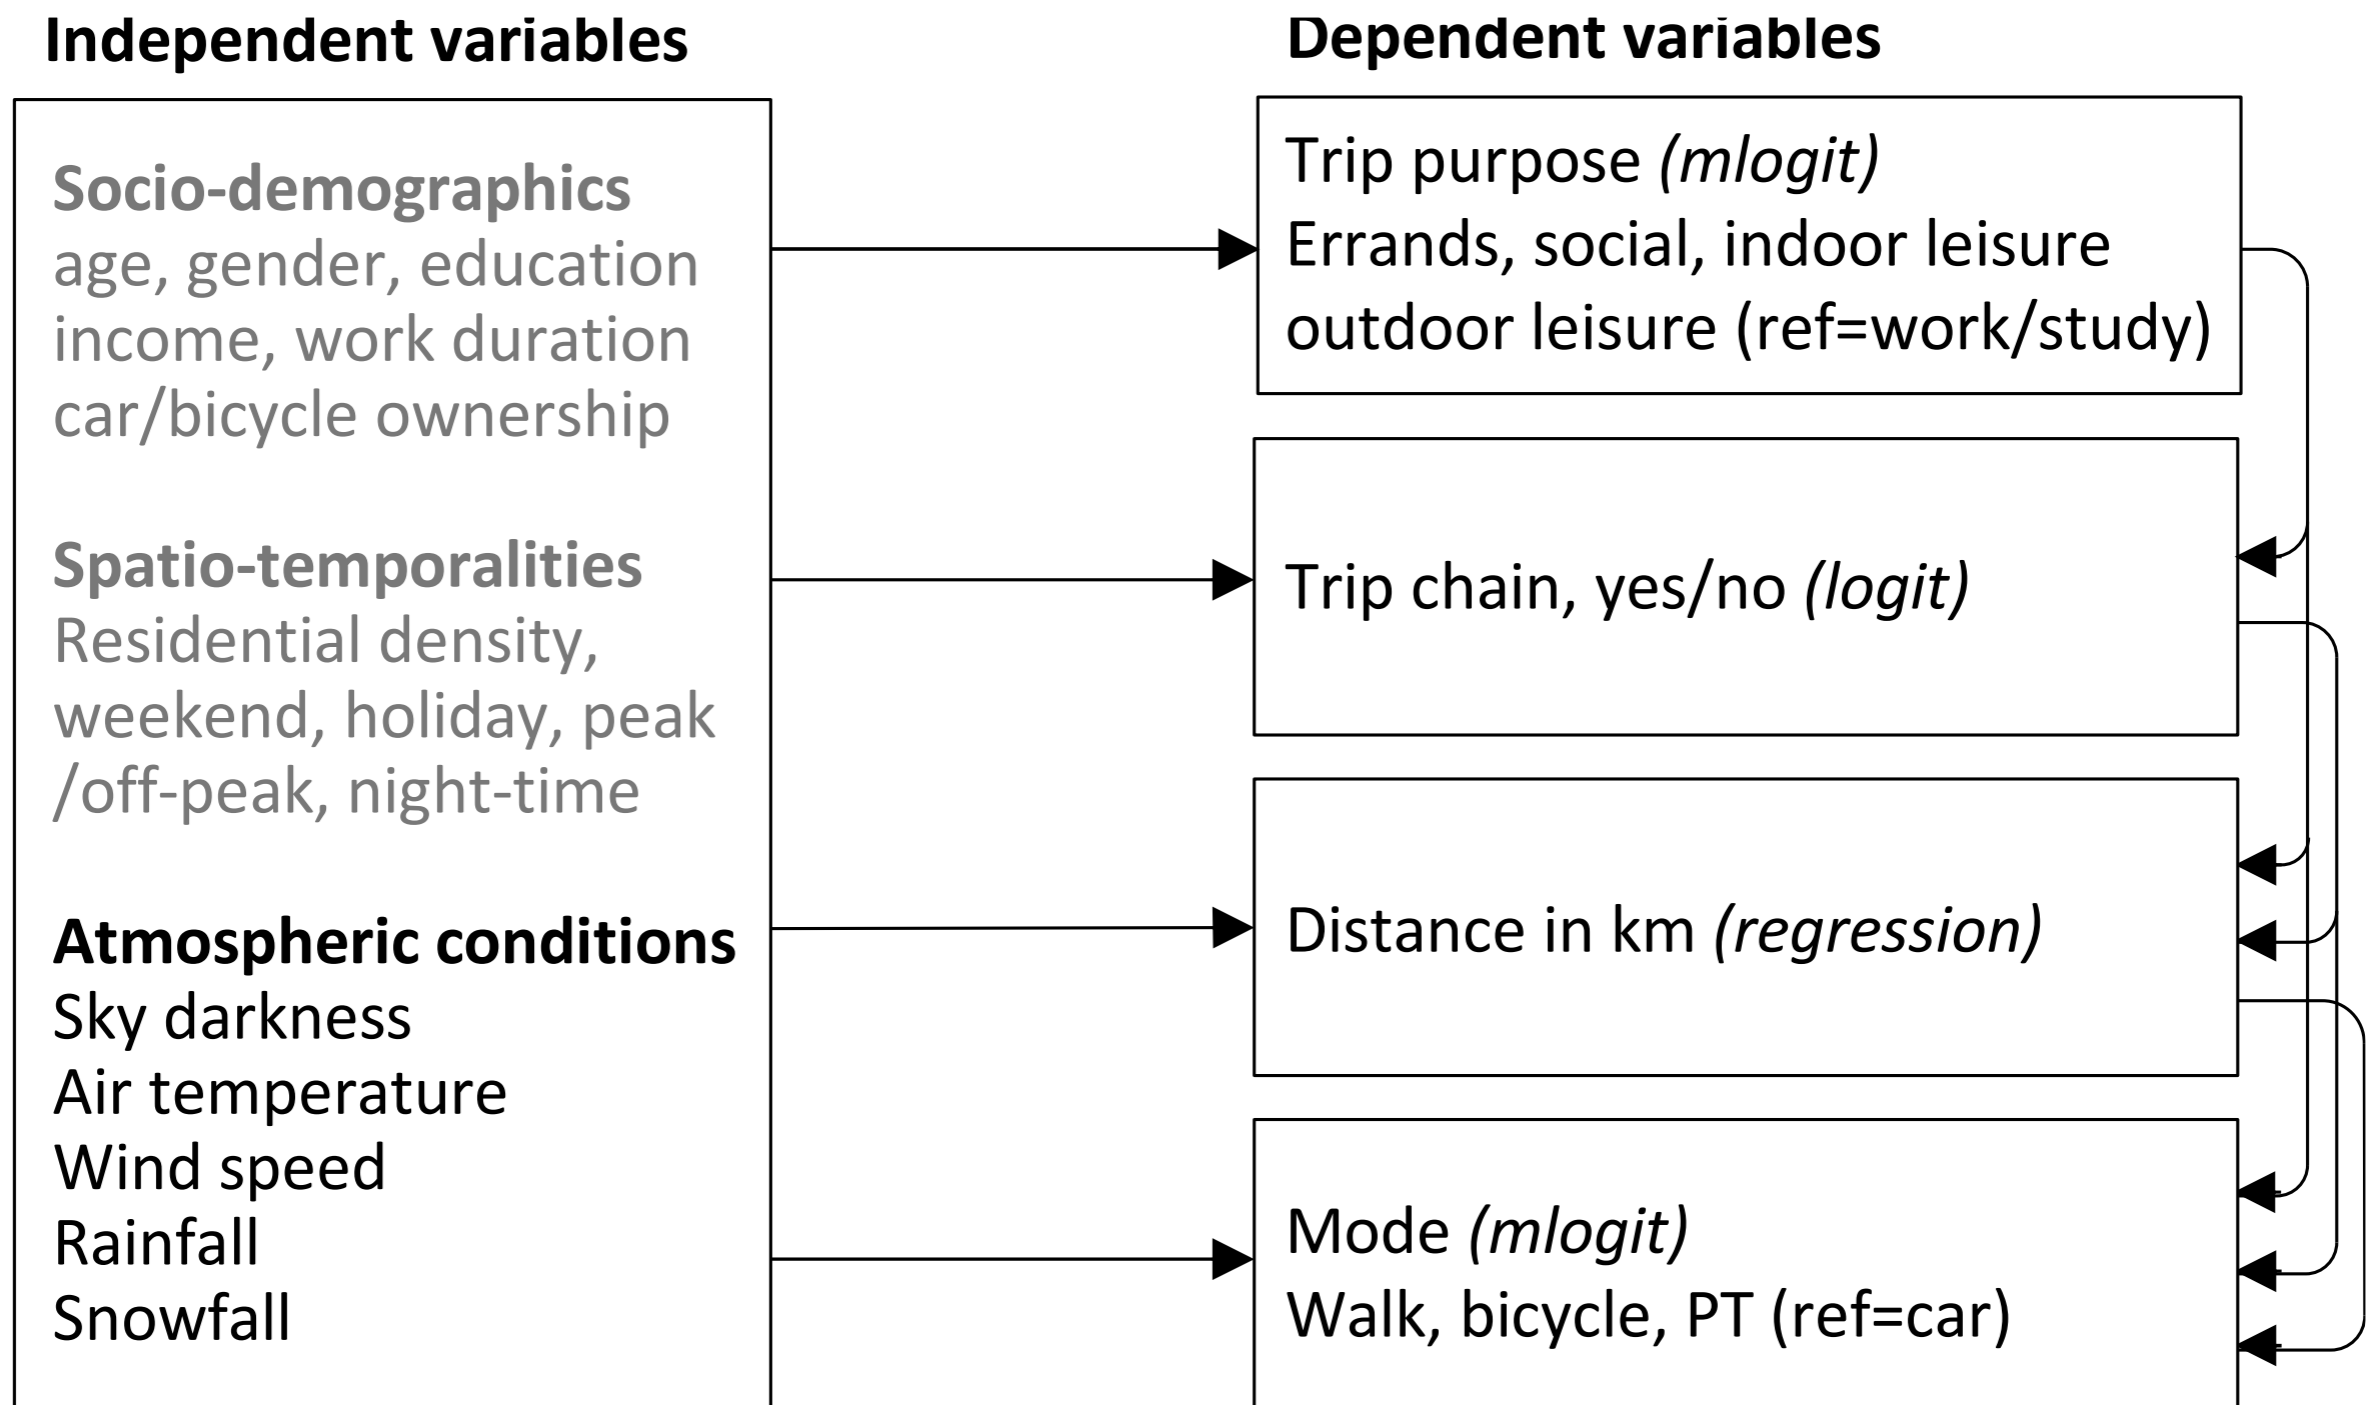 Independent variables
Socio-demographics
age, gender, education
income, work duration
car/bicycle ownership
Spatio-temporalities
Residential density,
weekend, holiday, peak
/off-peak, night-time
Atmospheric conditions
Sky darkness
Air temperature
Wind speed
Rainfall
Snowfall
Dependent variables
Trip purpose (mlogit)
Errands, social, indoor leisure
outdoor leisure (ref=work/study)
Trip chain, yes/no (logit)
Distance in km (regression)
Mode (mlogit)
Walk, bicycle, PT (ref=car)